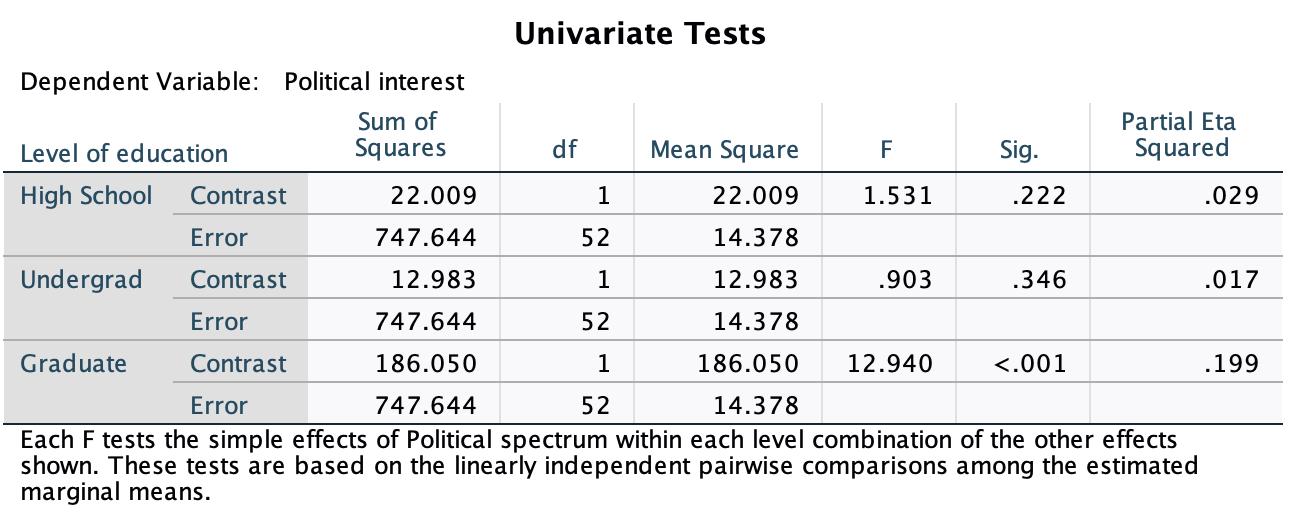 Univariate Tests
Dependent Variable: Political interest
Level of education Sum of Squares df Mean Square F Sig. Partial Eta Squared
High School Contrast 22.009 1 22.009 1.531 .222 .029
Error 747.644 52 14.378
Undergrad Contrast 12.983 1 12.983 .903 .346 .017
Error 747.644 52 14.378
Graduate Contrast 186.050 1 186.050 12.940 <.001 .199
Error 747.644 52 14.378
Each F tests the simple effects of Political spectrum within each level combination of the other effects
shown. These tests are based on the linearly independent pairwise comparisons among the estimated
marginal means.